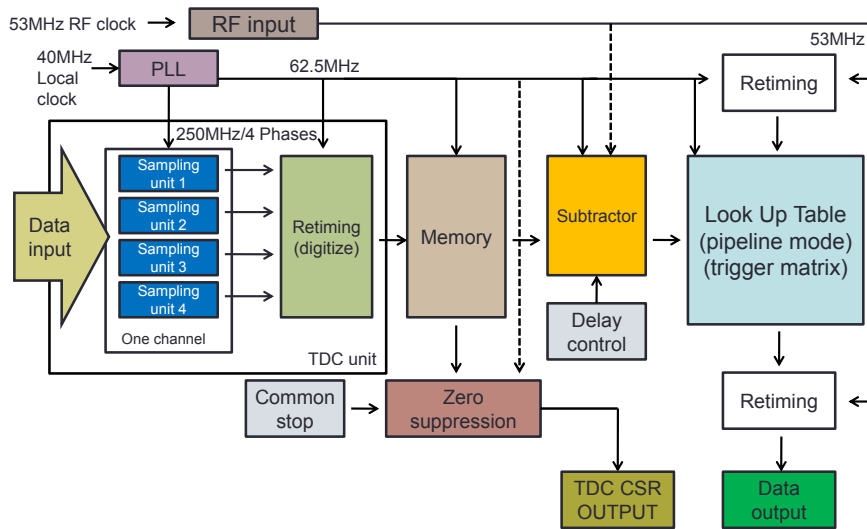 53MHz RF clock
RF input
53MHz
40MHz
Local
clock
PLL
62.5MHz
Retiming
250MHz/4 Phases
Data
input
Sampling
unit 1
Sampling
unit 2
Sampling
unit 3
Sampling
unit 4
One channel
Retiming
(digitize)
TDC unit
Memory
Subtractor
Look Up Table
(pipeline mode)
(trigger matrix)
Delay
control
Common
stop
Zero
suppression
Retiming
TDC CSR
OUTPUT
Data
output